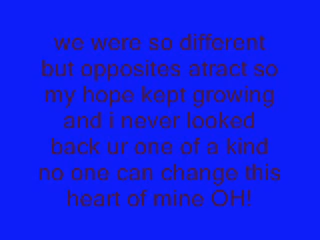 we were so different
but opposites atract so
my hope kept growing
and i never looked
back ur one of a kind
no one can change this
heart of mine OH!